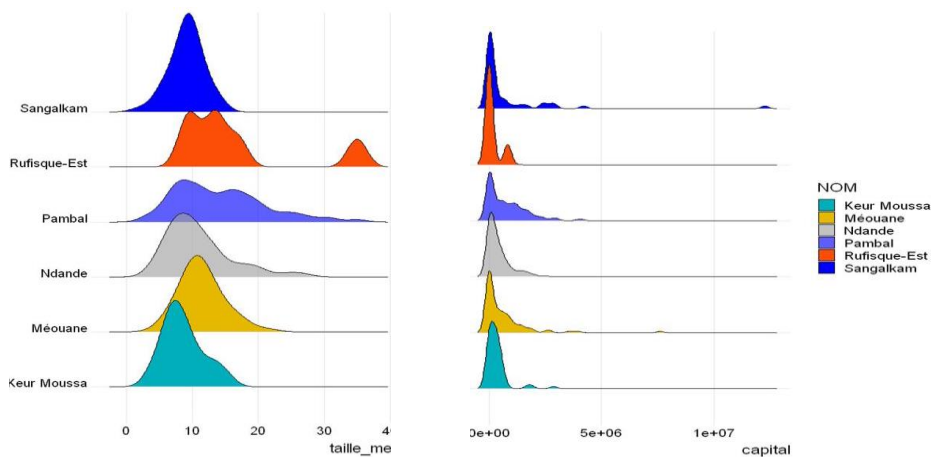 Sangalkam
Rufisque-Est
Pambal
Ndande
Méouane
Keur Moussa
0 10 20 30
taille_me
0e+00 5e+06 1e+07
capital
NOM
Keur Moussa
Méouane
Ndande
Pambal
Rufisque-Est
Sangalkam